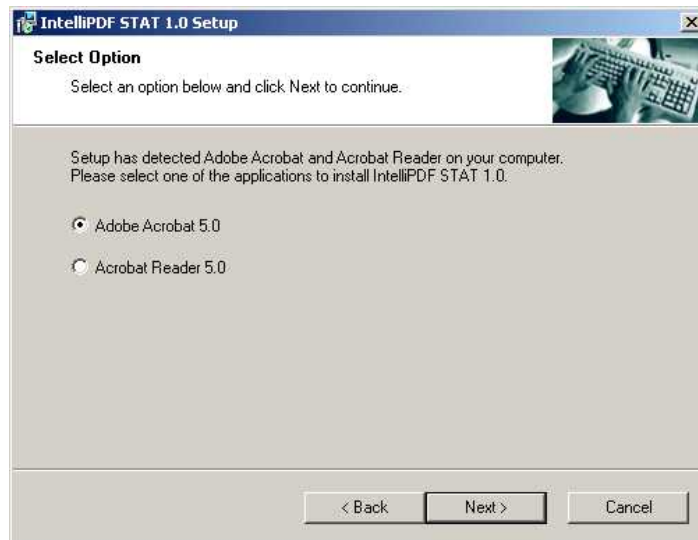 IntelliPDF STAT 1.0 Setup
Select Option
Select an option below and click Next to continue.
Setup has detected Adobe Acrobat and Acrobat Reader on your computer.
Please select one of the applications to install IntelliPDF STAT 1.0.
Adobe Acrobat 5.0
Acrobat Reader 5.0
< Back Next > Cancel